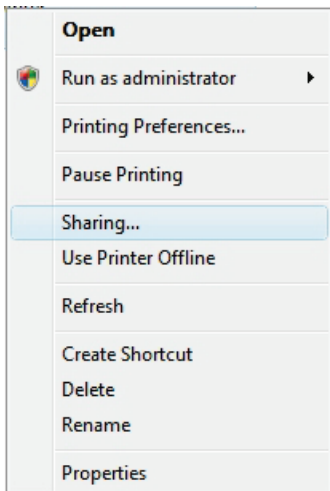 Open
Run as administrator
Printing Preferences...
Pause Printing
Sharing...
Use Printer Offline
Refresh
Create Shortcut
Delete
Rename
Properties